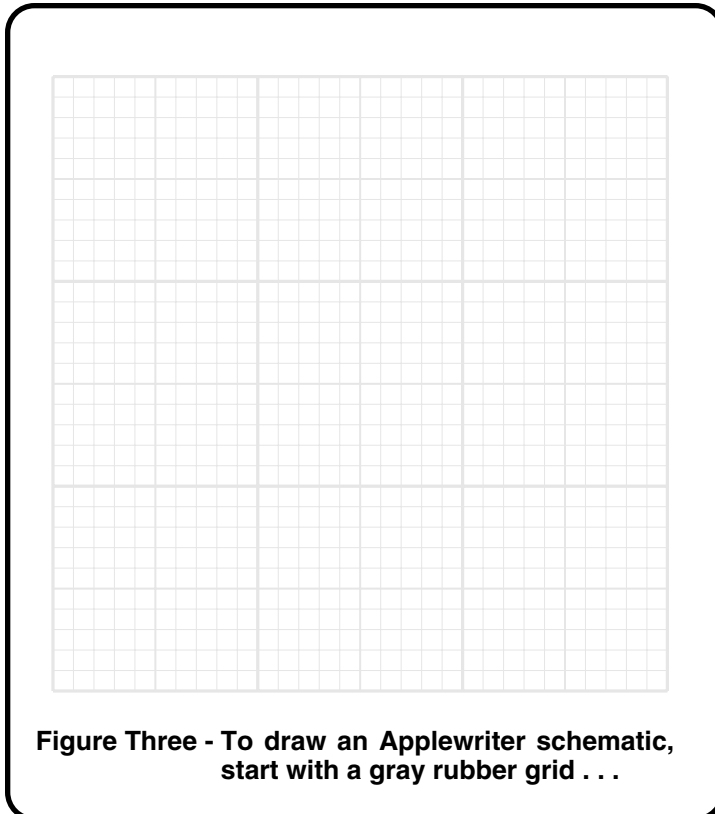 Figure Three - To draw an Applewriter schematic,
start with a gray rubber grid . . .